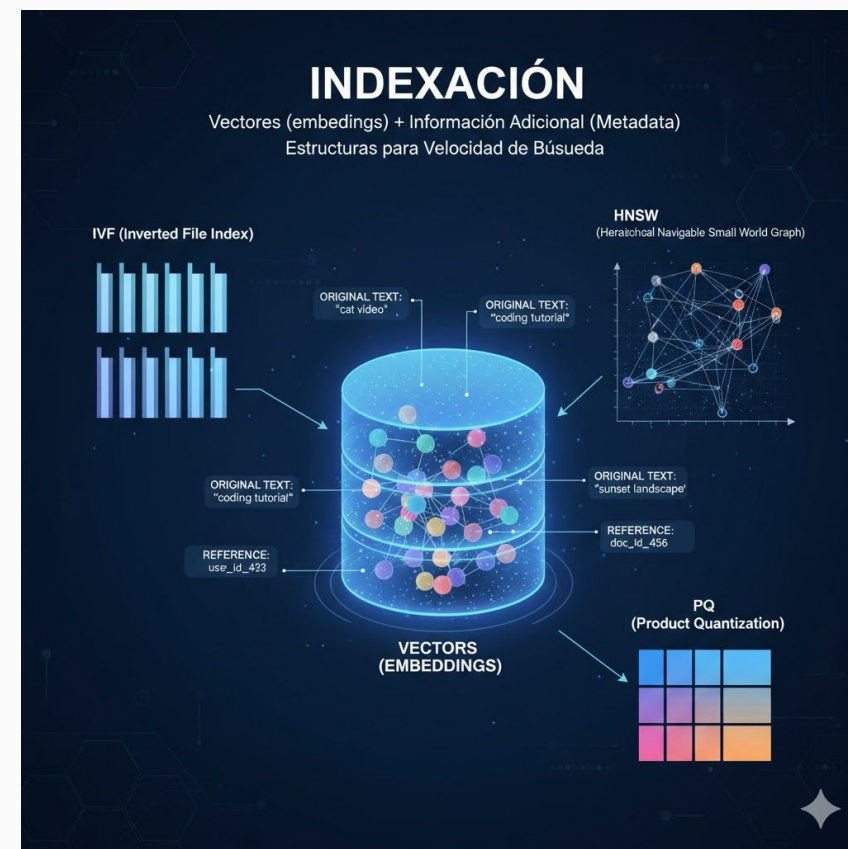 INDEXACIÓN
Vectores (embedings) + Información Adicional (Metadata)
Estructuras para Velocidad de Búsueda
HNSW
Navigable Small World Graph)
IVF (Inverted File Index)
ORIGINAL TEXT:
"cat video"
ORIGINAL TEXT:
"coding tutorial"
ORIGINAL TEXT:
"coding tutorial"
ORIGINAL TEXT:
"sunset landscape"
REFERENCE:
doc_Id_456
REFERENCE:
VECTORS
(EMBEDDINGS)
PQ
(Product Quantization)